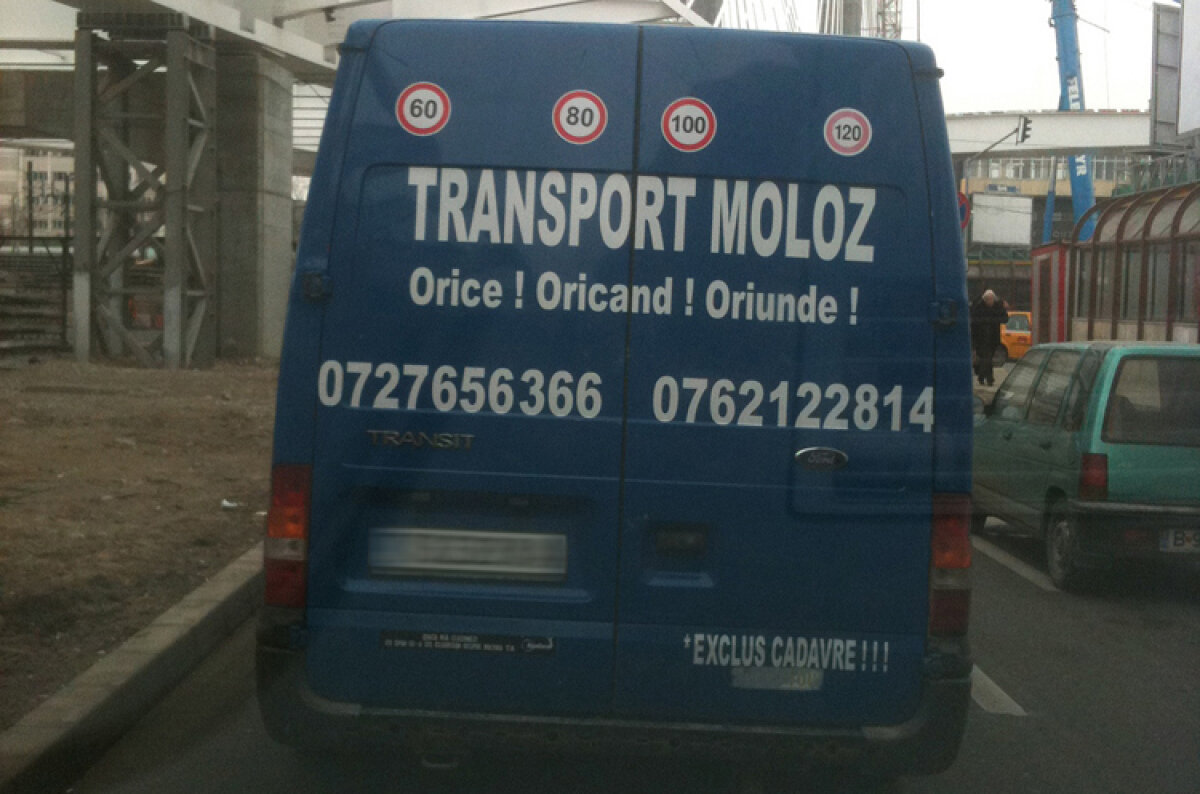 60 80 100 120
TRANSPORT MOLOZ
Orice ! Oricand ! Oriunde !
0727656366 0762122814
TRANSIT
Ford
*EXCLUS CADAVRE !!!